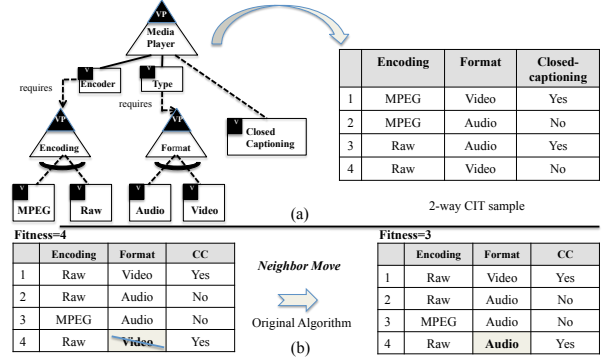 VP
Media
Player
V
Encoder
V
Type
requires
requires
VP
Encoding
VP
Format
V
Closed
Captioning
V
MPEG
V
Raw
V
Audio
V
Video
(a)
Encoding Format Closed-
captioning
1 MPEG Video Yes
2 MPEG Audio No
3 Raw Audio Yes
4 Raw Video No
2-way CIT sample
Fitness=4
Encoding Format CC
1 Raw Video Yes
2 Raw Audio No
3 MPEG Audio No
4 Raw Video Yes
Neighbor Move
Original Algorithm
(b)
Fitness=3
Encoding Format CC
1 Raw Video Yes
2 Raw Audio No
3 MPEG Audio No
4 Raw Audio Yes